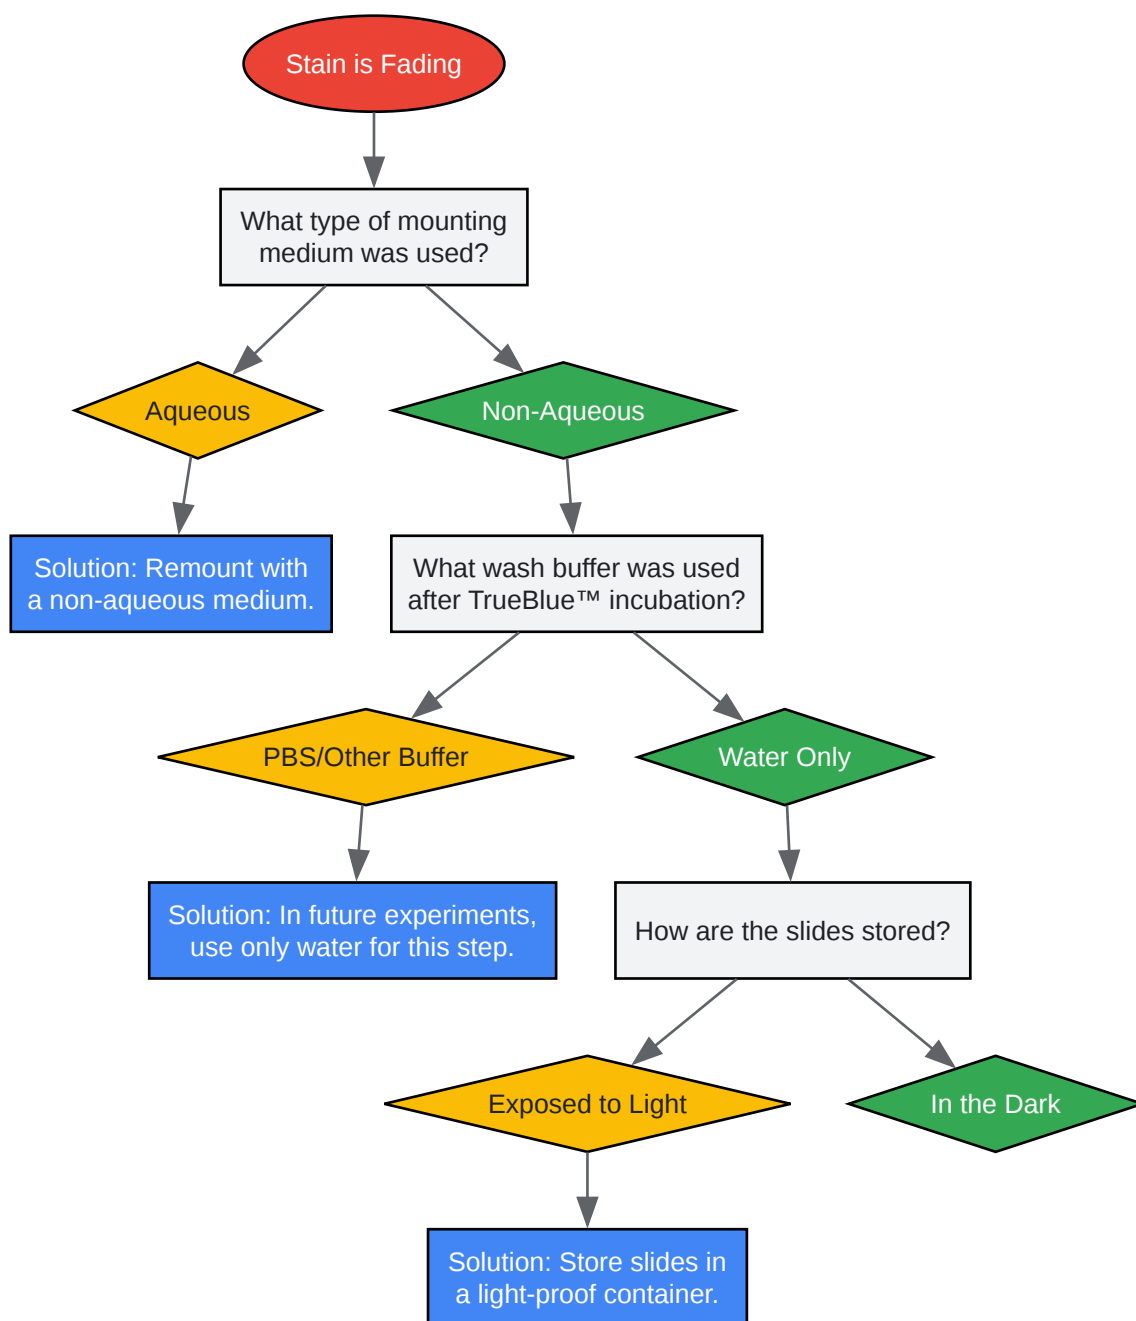 Stain is Fading
What type of mounting
medium was used?
Aqueous
Non-Aqueous
Solution: Remount with
a non-aqueous medium.
What wash buffer was used
after TrueBlue™ incubation?
PBS/Other Buffer
Water Only
Solution: In future experiments,
use only water for this step.
How are the slides stored?
Exposed to Light
In the Dark
Solution: Store slides in
a light-proof container.